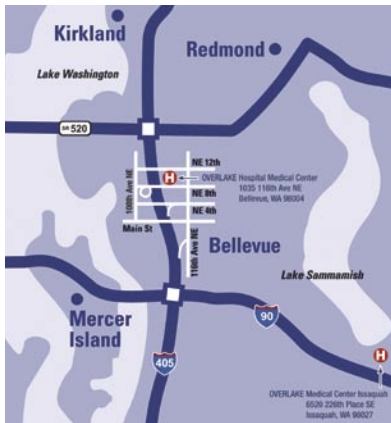 Kirkland
Redmond
Lake Washington
SR 520
NE 12th
H
OVERLAKE Hospital Medical Center
1035 116th Ave NE
Bellevue, WA 98004
100th Ave NE
NE 8th
NE 4th
Main St
116th Ave NE
Bellevue
Lake Sammamish
Mercer
Island
90
405
H
OVERLAKE Medical Center Issaquah
6520 226th Place SE
Issaquah, WA 98027